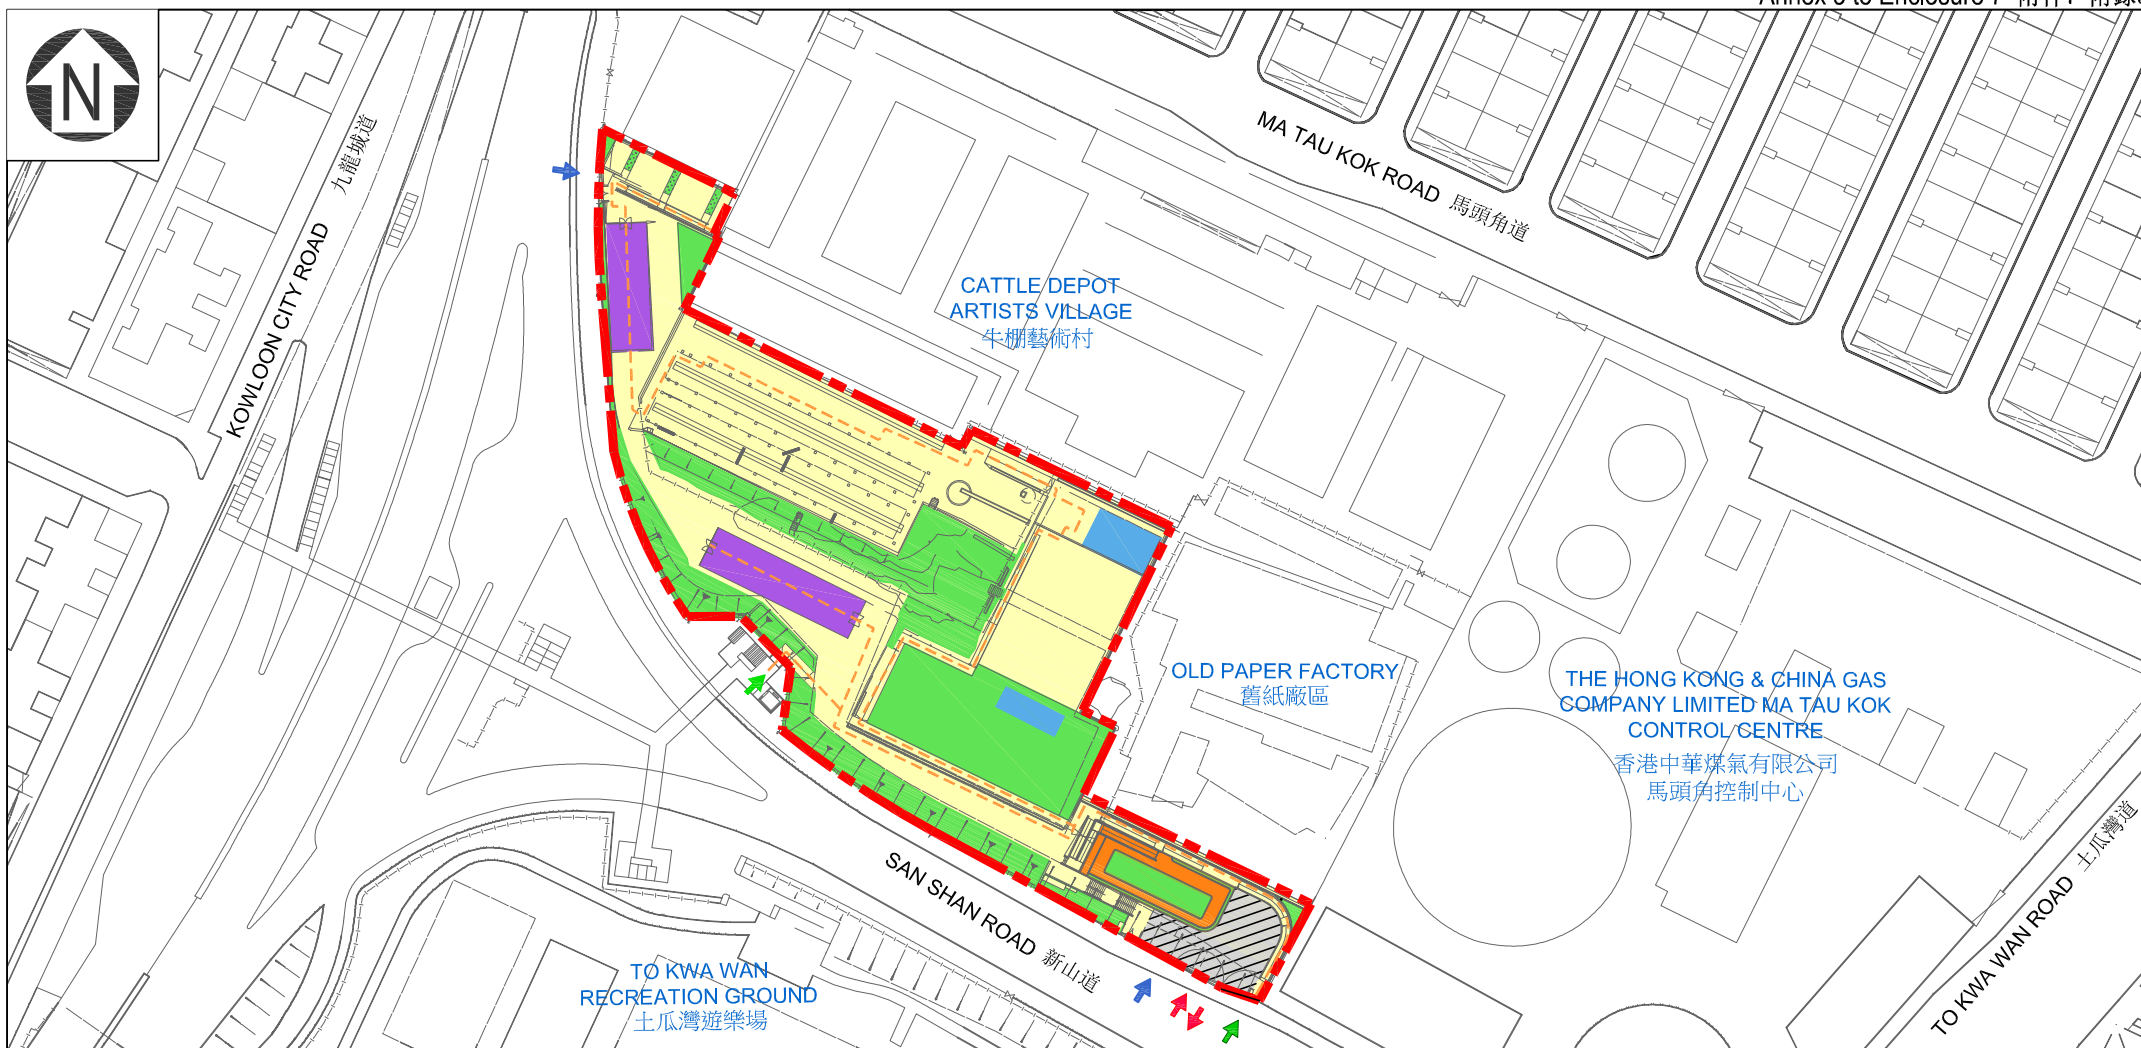 N
KOWLOON CITY ROAD 九龍城道
MA TAU KOK ROAD 馬頭角道
CATTLE DEPOT
ARTISTS VILLAGE
牛棚藝術村
OLD PAPER FACTORY
舊紙廠區
THE HONG KONG & CHINA GAS
COMPANY LIMITED MA TAU KOK
CONTROL CENTRE
香港中華煤氣有限公司
馬頭角控制中心
SAN SHAN ROAD 新山道
TO KWA WAN ROAD 土瓜灣道
TO KWA WAN
RECREATION GROUND
土瓜灣遊樂場